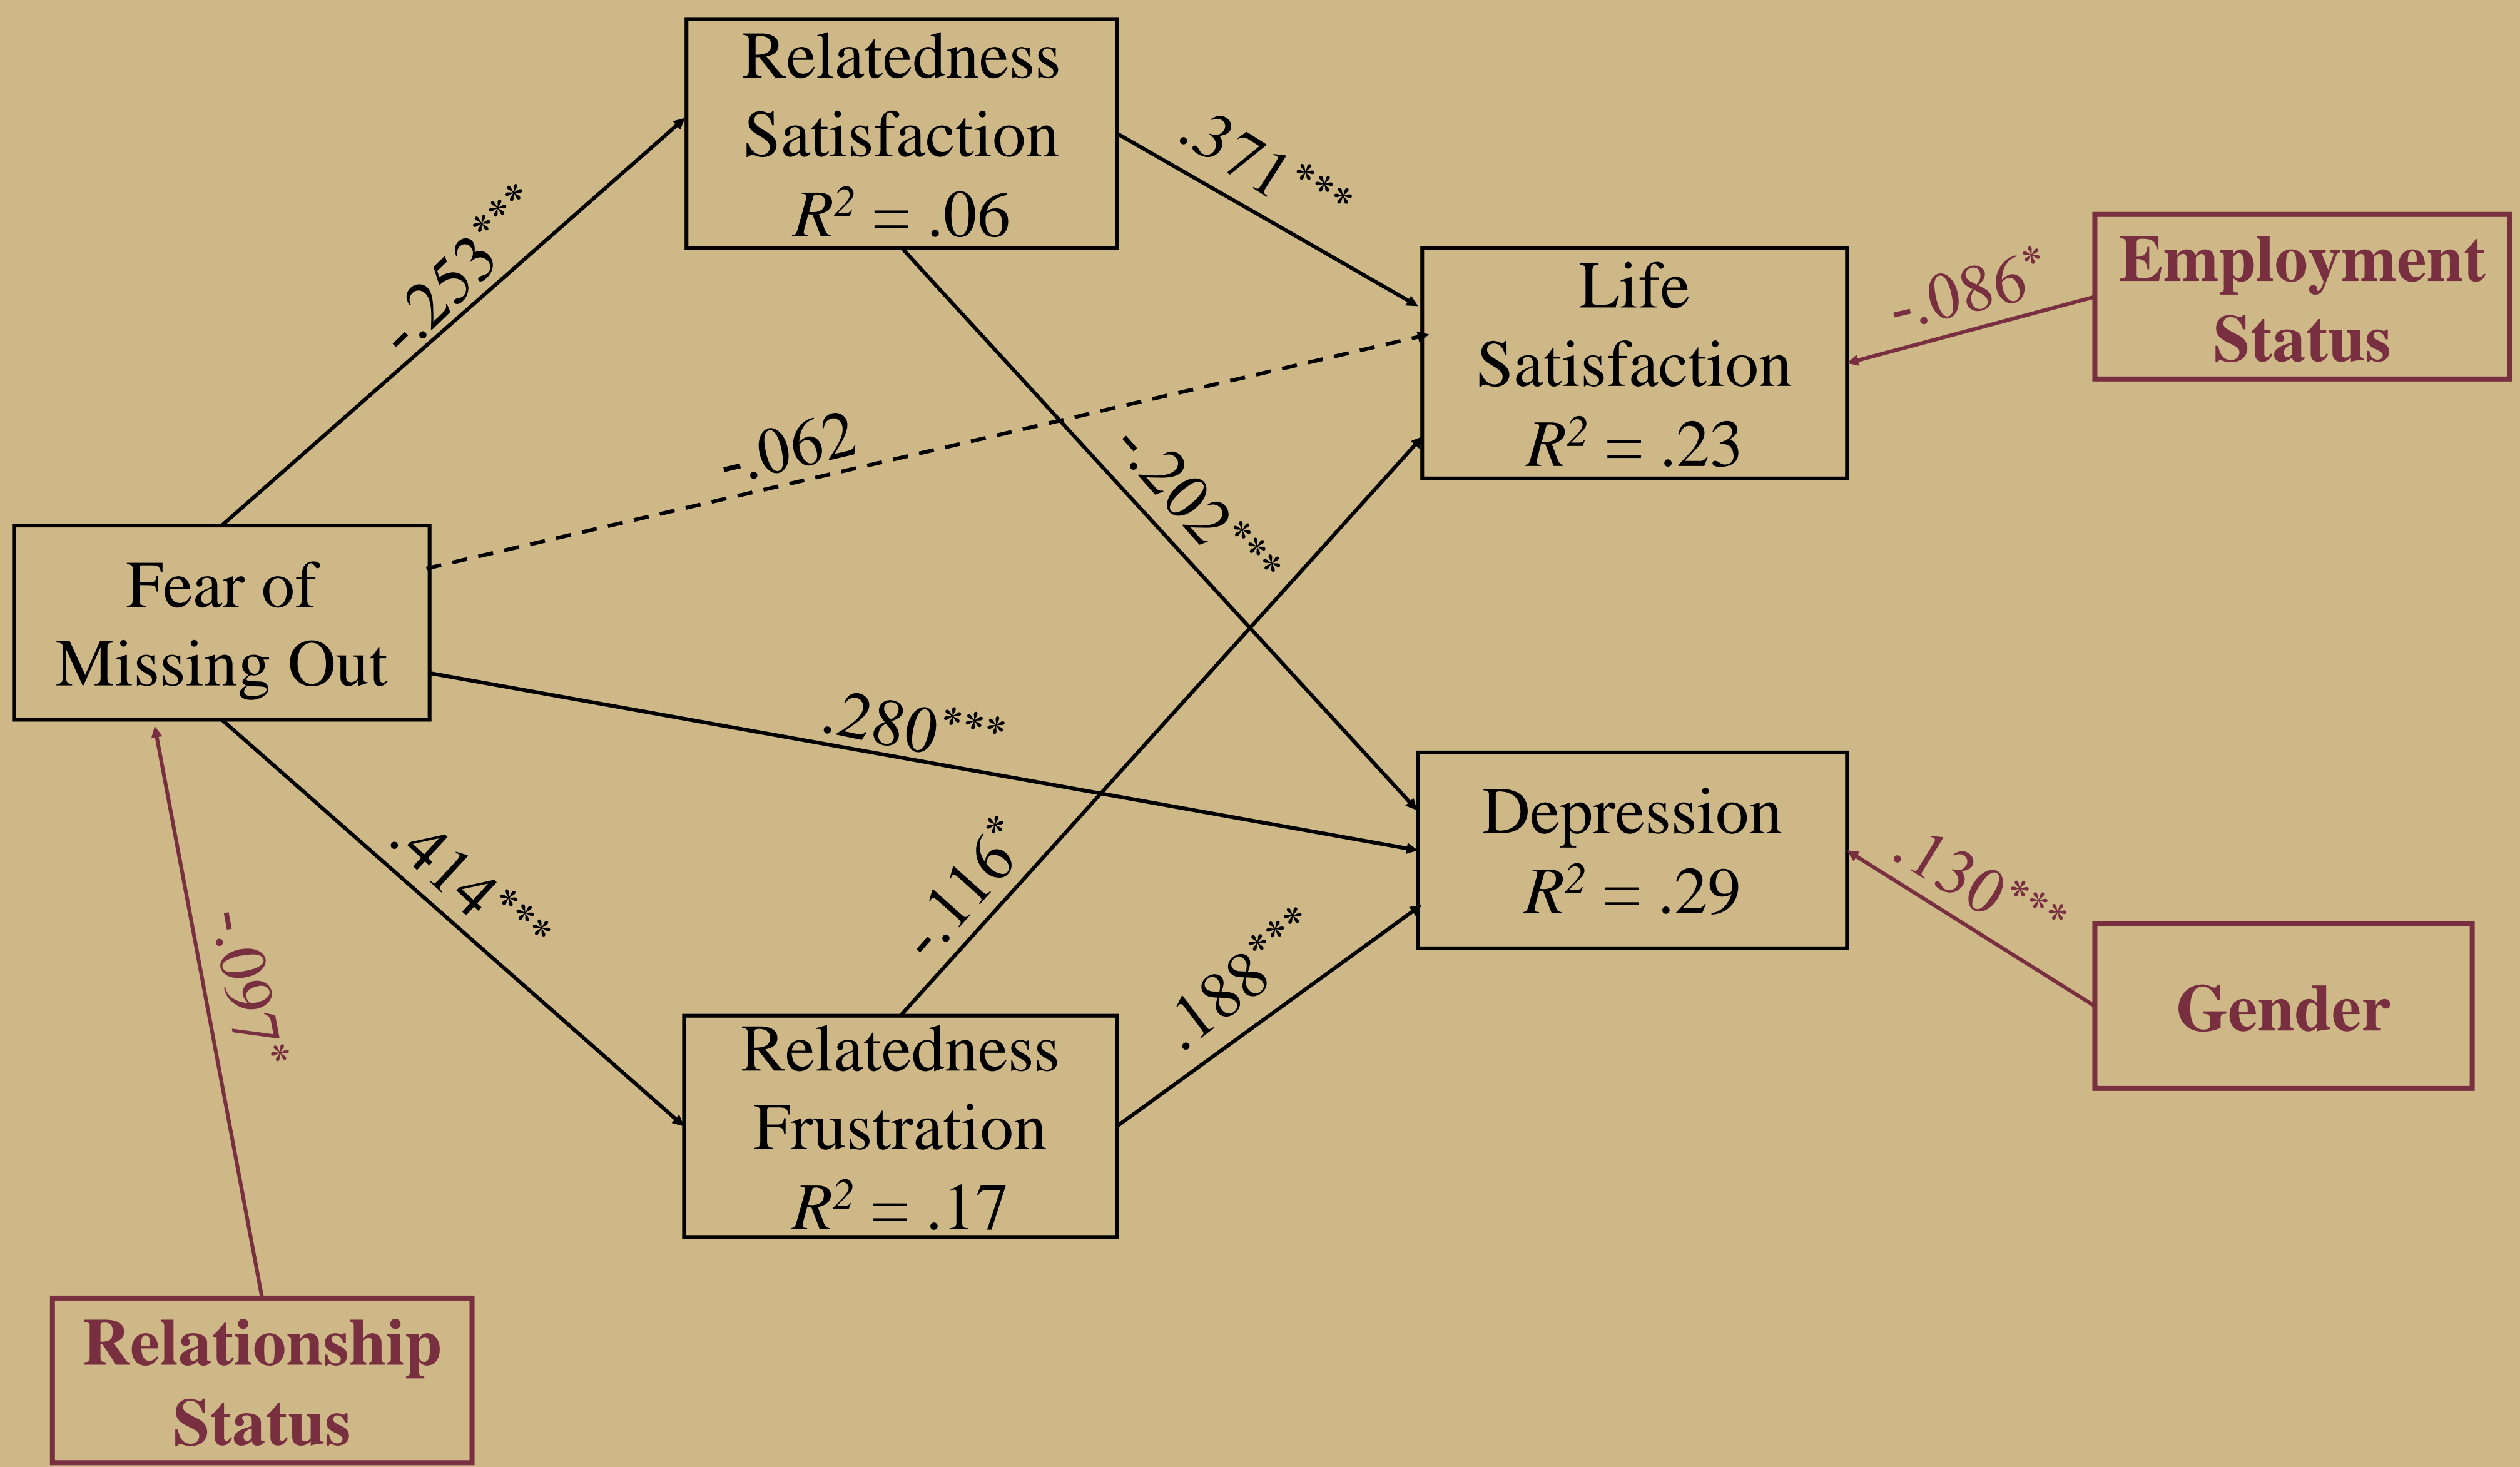 Relatedness
Satisfaction
R² = .06
.371***
-.253***
Employment
Status
-.086*
Life
Satisfaction
R² = .23
-.062
-.202***
Fear of
Missing Out
.280***
Depression
R² = .29
.130***
.414***
-.116*
.188***
-.097*
Gender
Relatedness
Frustration
R² = .17
Relationship
Status